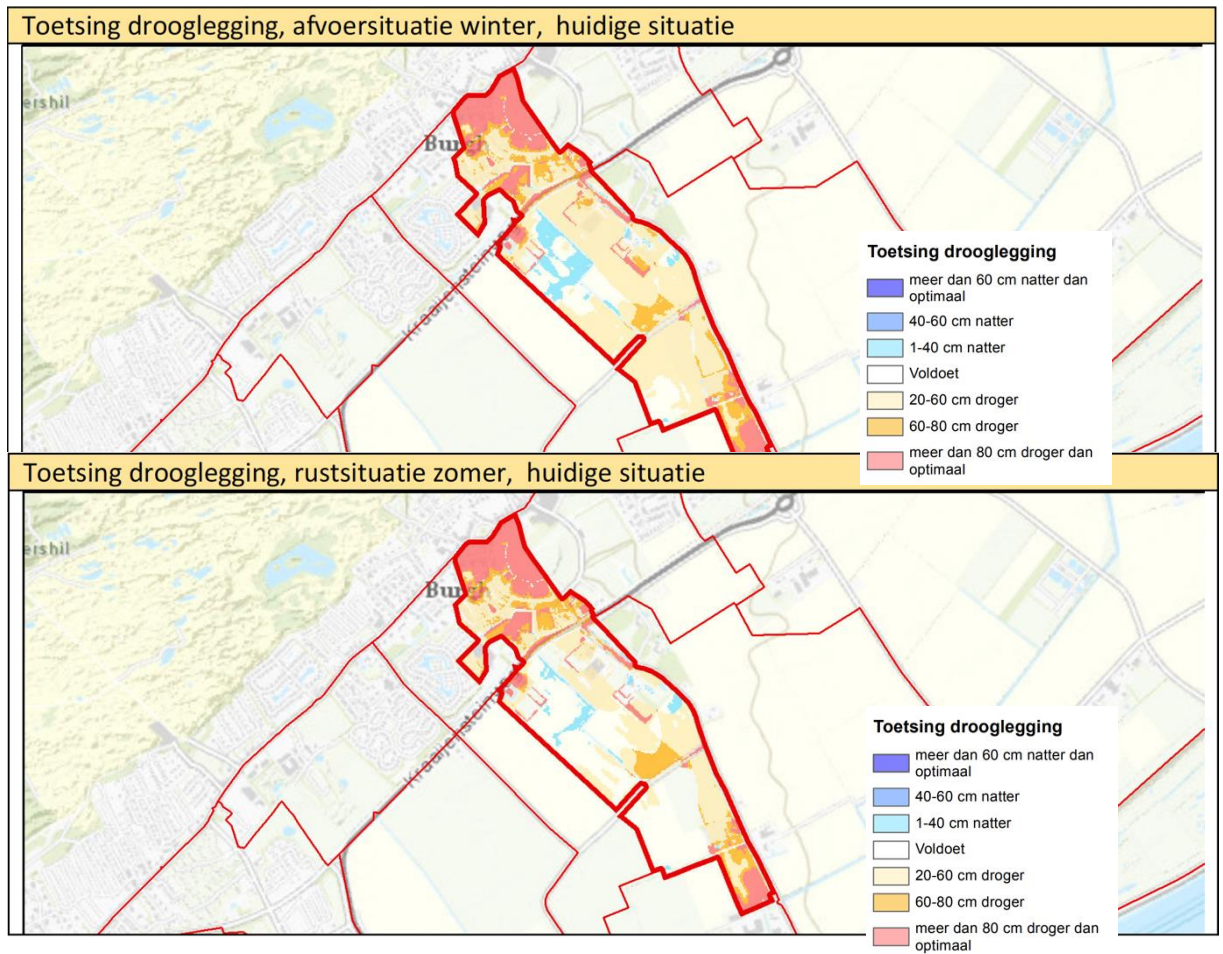 Toetsing drooglegging, afvoersituatie winter, huidige situatie
ershil
Burgh
Kraaijensteinse
Toetsing drooglegging
meer dan 60 cm natter dan
optimaal
40-60 cm natter
1-40 cm natter
Voldoet
20-60 cm droger
60-80 cm droger
meer dan 80 cm droger dan
optimaal
Toetsing drooglegging, rustsituatie zomer, huidige situatie
ershil
Burgh
Kraaijensteinse
Toetsing drooglegging
meer dan 60 cm natter dan
optimaal
40-60 cm natter
1-40 cm natter
Voldoet
20-60 cm droger
60-80 cm droger
meer dan 80 cm droger dan
optimaal